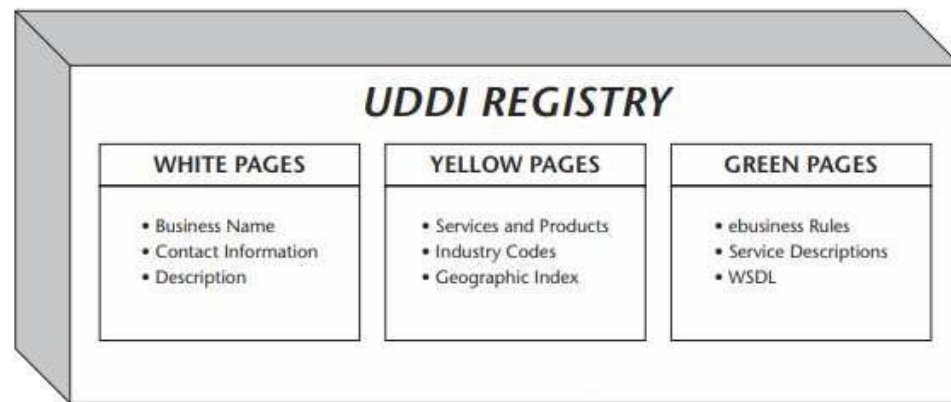 UDDI REGISTRY
WHITE PAGES
• Business Name
• Contact Information
• Description
YELLOW PAGES
• Services and Products
• Industry Codes
• Geographic Index
GREEN PAGES
• ebusiness Rules
• Service Descriptions
• WSDL